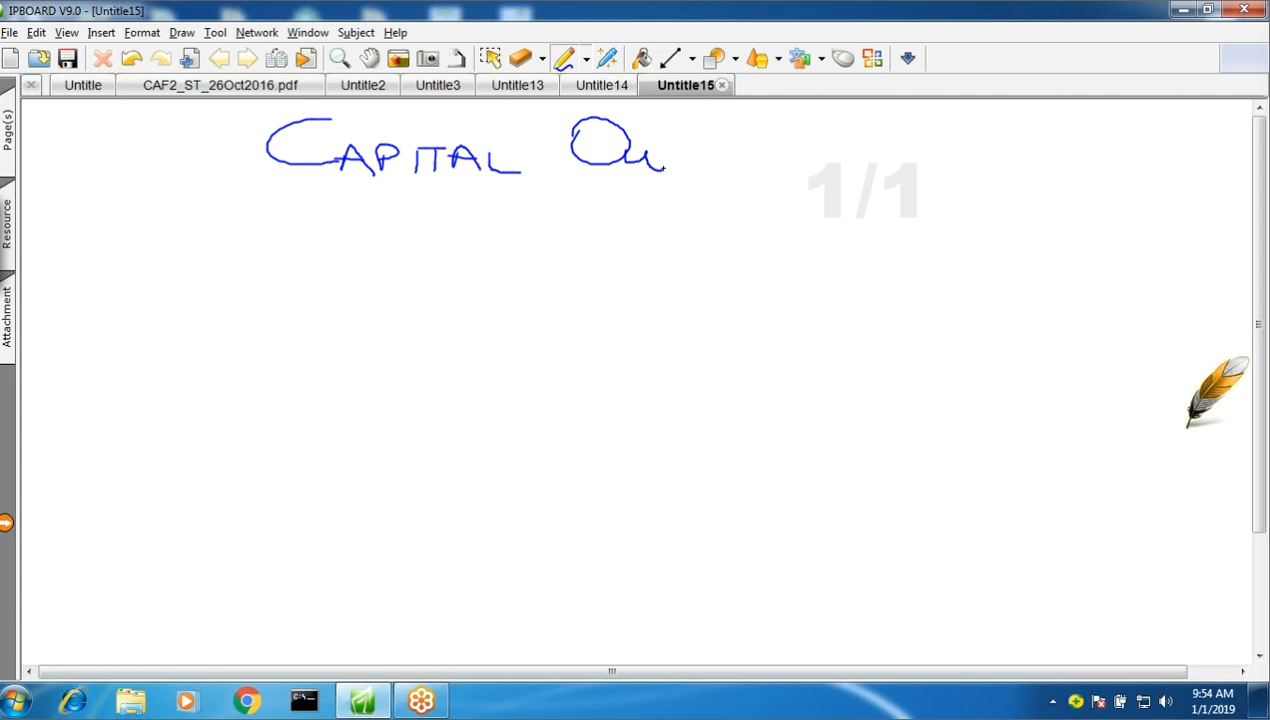 IPBOARD V9.0 - [Untitle15]
File Edit View Insert Format Draw Tool Network Window Subject Help
Untitle CAF2_ST_26Oct2016.pdf Untitle2 Untitle3 Untitle13 Untitle14 Untitle15
Page(s)
Resource
Attachment
CAPITAL Ou
1/1
9:54 AM
1/1/2019